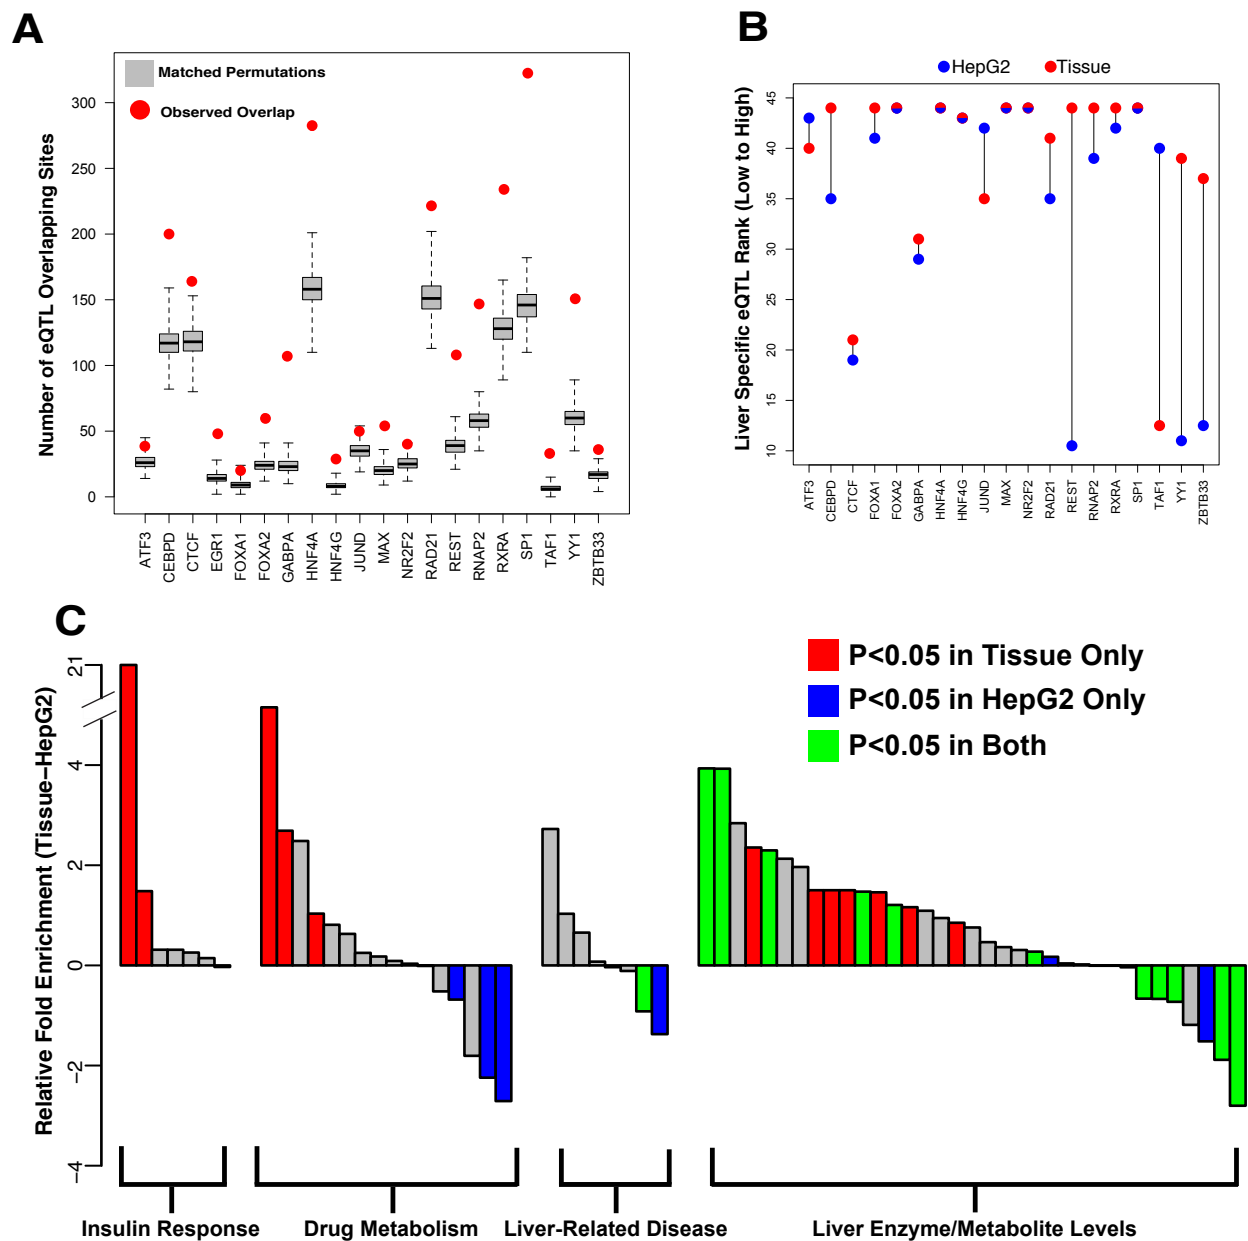 A
Matched Permutations
Observed Overlap
Number of eQTL Overlapping Sites
300
250
200
150
100
50
0
ATF3
CEBPD
CTCF
EGR1
FOXA1
FOXA2
GABPA
HNF4A
HNF4G
JUND
MAX
NR2F2
RAD21
REST
RNAP2
RXRA
SP1
TAF1
YY1
ZBTB33
B
HepG2 Tissue
Liver Specific eQTL Rank (Low to High)
45
40
35
30
25
20
15
10
ATF3
CEBPD
CTCF
FOXA1
FOXA2
GABPA
HNF4A
HNF4G
JUND
MAX
NR2F2
RAD21
REST
RNAP2
RXRA
SP1
TAF1
YY1
ZBTB33
C
P<0.05 in Tissue Only
P<0.05 in HepG2 Only
P<0.05 in Both
Relative Fold Enrichment (Tissue–HepG2)
21
4
2
0
−2
−4
Insulin Response
Drug Metabolism
Liver-Related Disease
Liver Enzyme/Metabolite Levels